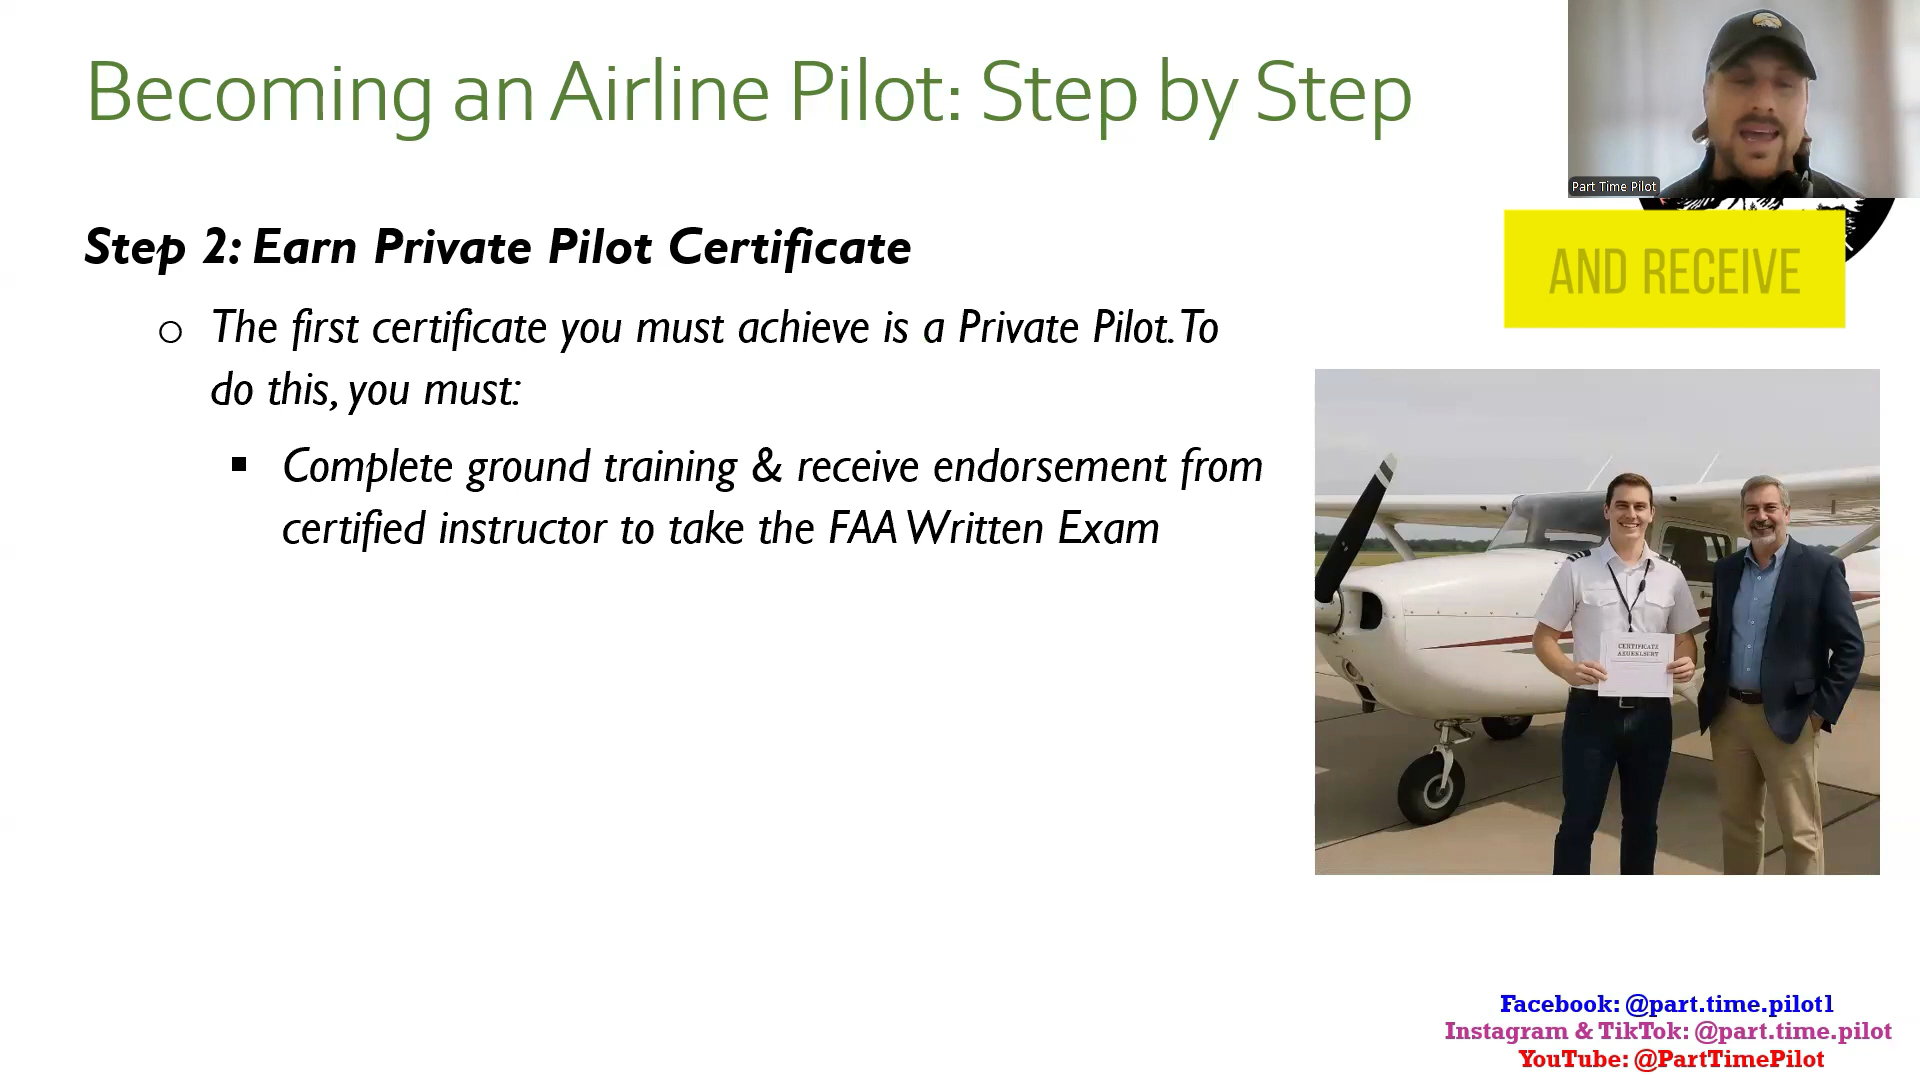 Becoming an Airline Pilot: Step by Step
Part Time Pilot
AND RECEIVE
Step 2: Earn Private Pilot Certificate
The first certificate you must achieve is a Private Pilot. To
do this, you must:
Complete ground training & receive endorsement from
certified instructor to take the FAA Written Exam
CERTIFICATE
Facebook: @part.time.pilot1
Instagram & TikTok: @part.time.pilot
YouTube: @PartTimePilot